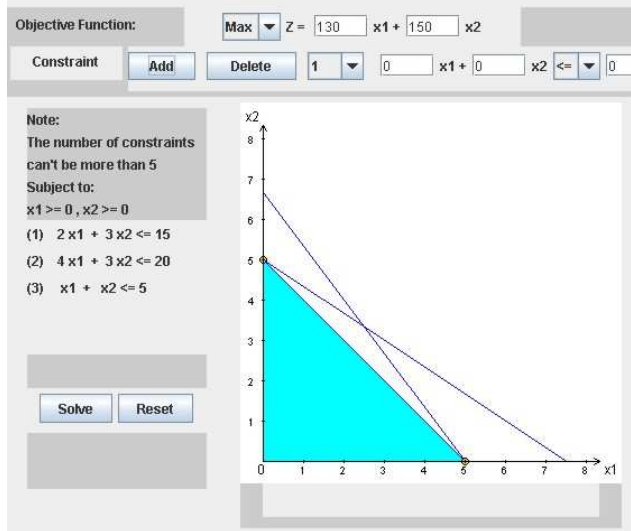 Objective Function: Max Z = 130 x1 + 150 x2
Constraint Add Delete 1 0 x1 + 0 x2 <= 0
Note:
The number of constraints
can't be more than 5
Subject to:
x1 >= 0 , x2 >= 0
(1) 2 x1 + 3 x2 <= 15
(2) 4 x1 + 3 x2 <= 20
(3) x1 + x2 <= 5
Solve Reset
x2
8
7
6
5
4
3
2
1
0 1 2 3 4 5 6 7 8 x1